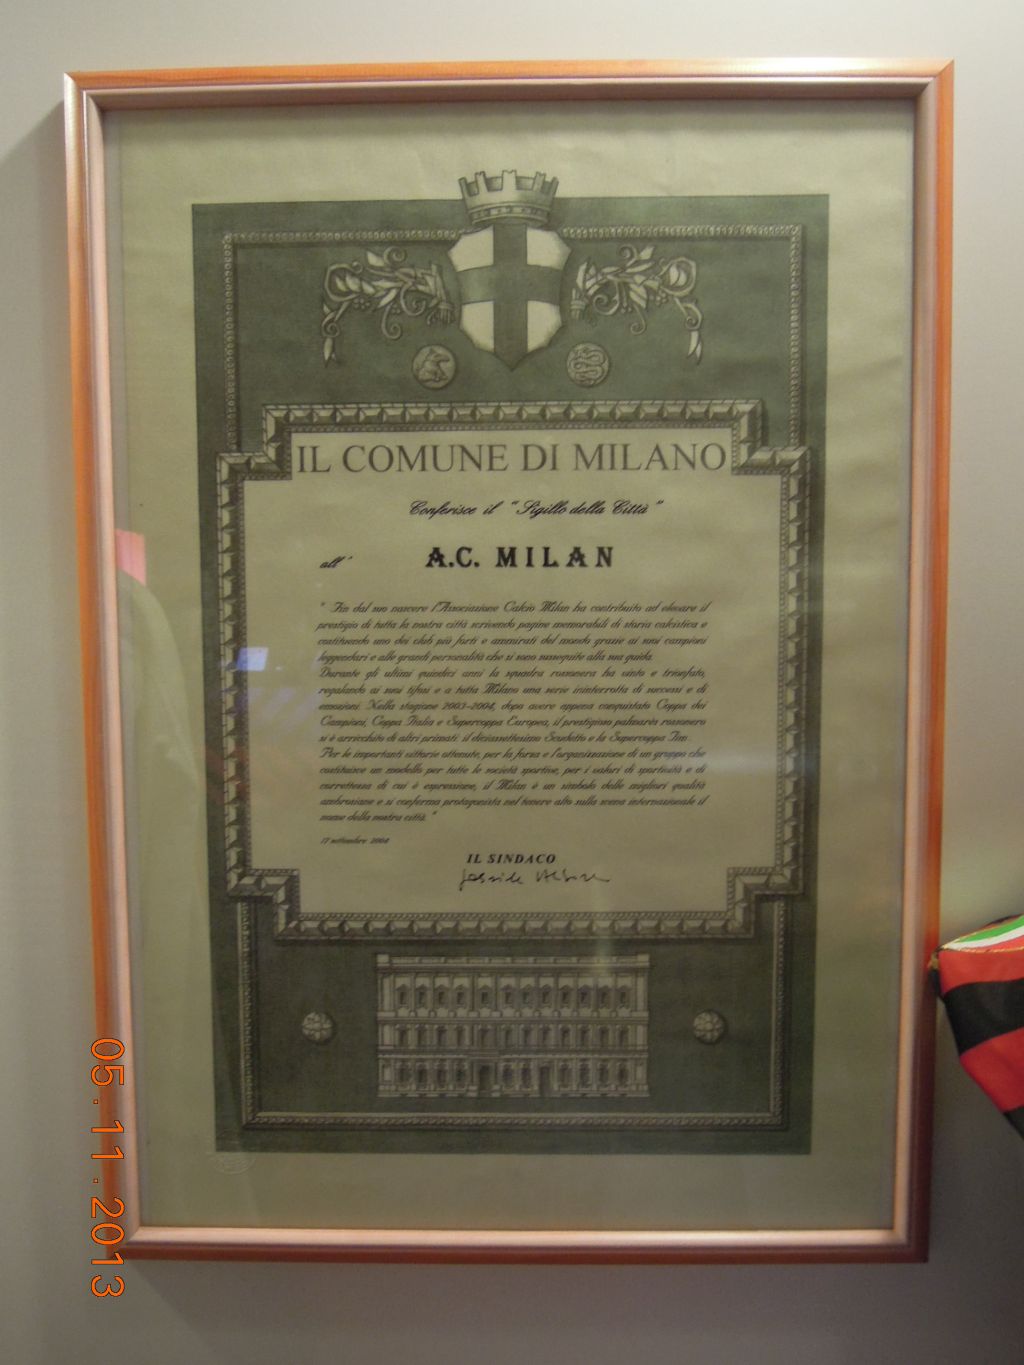 IL COMUNE DI MILANO
Conferisce il "Sigillo della Città"
all' A.C. MILAN
" Fin dal suo nascere l'Associazione Calcio Milan ha contribuito ad elevare il
prestigio di tutta la nostra città scrivendo pagine memorabili di storia calcistica e
costituendo uno dei club più forti e ammirati del mondo grazie ai suoi campioni
leggendari e alle grandi personalità che si sono susseguite alla sua guida.
Durante gli ultimi quindici anni la squadra rossonera ha vinto e trionfato,
regalando ai suoi tifosi e a tutta Milano una serie ininterrotta di successi e di
emozioni. Nella stagione 2003-2004, dopo avere appena conquistato Coppa dei
Campioni, Coppa Italia e Supercoppa Europea, il prestigioso palmarès rossonero
si è arricchito di altri primati: il diciassettesimo Scudetto e la Supercoppa Tim.
Per le importanti vittorie ottenute, per la forza e l'organizzazione di un gruppo che
costituisce un modello per tutte le società sportive, per i valori di sportività e di
correttezza di cui è espressione, il Milan è un simbolo delle migliori qualità
ambrosiane e si conferma protagonista nel tenere alto sulla scena internazionale il
nome della nostra città. "
17 settembre 2004
IL SINDACO
05.11.2013